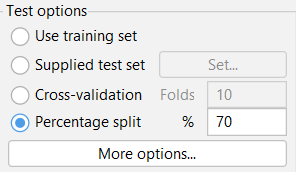 Test options
Use training set
Supplied test set Set...
Cross-validation Folds 10
Percentage split % 70
More options...